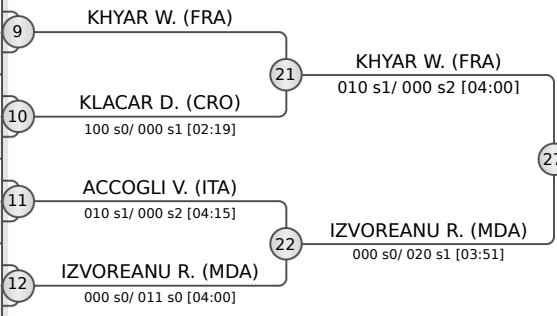 KHYAR W. (FRA)
9
21
KHYAR W. (FRA)
010 s1/ 000 s2 [04:00]
KLACAR D. (CRO)
10
100 s0/ 000 s1 [02:19]
27
ACCOGLI V. (ITA)
11
010 s1/ 000 s2 [04:15]
22
IZVOREANU R. (MDA)
000 s0/ 020 s1 [03:51]
IZVOREANU R. (MDA)
12
000 s0/ 011 s0 [04:00]